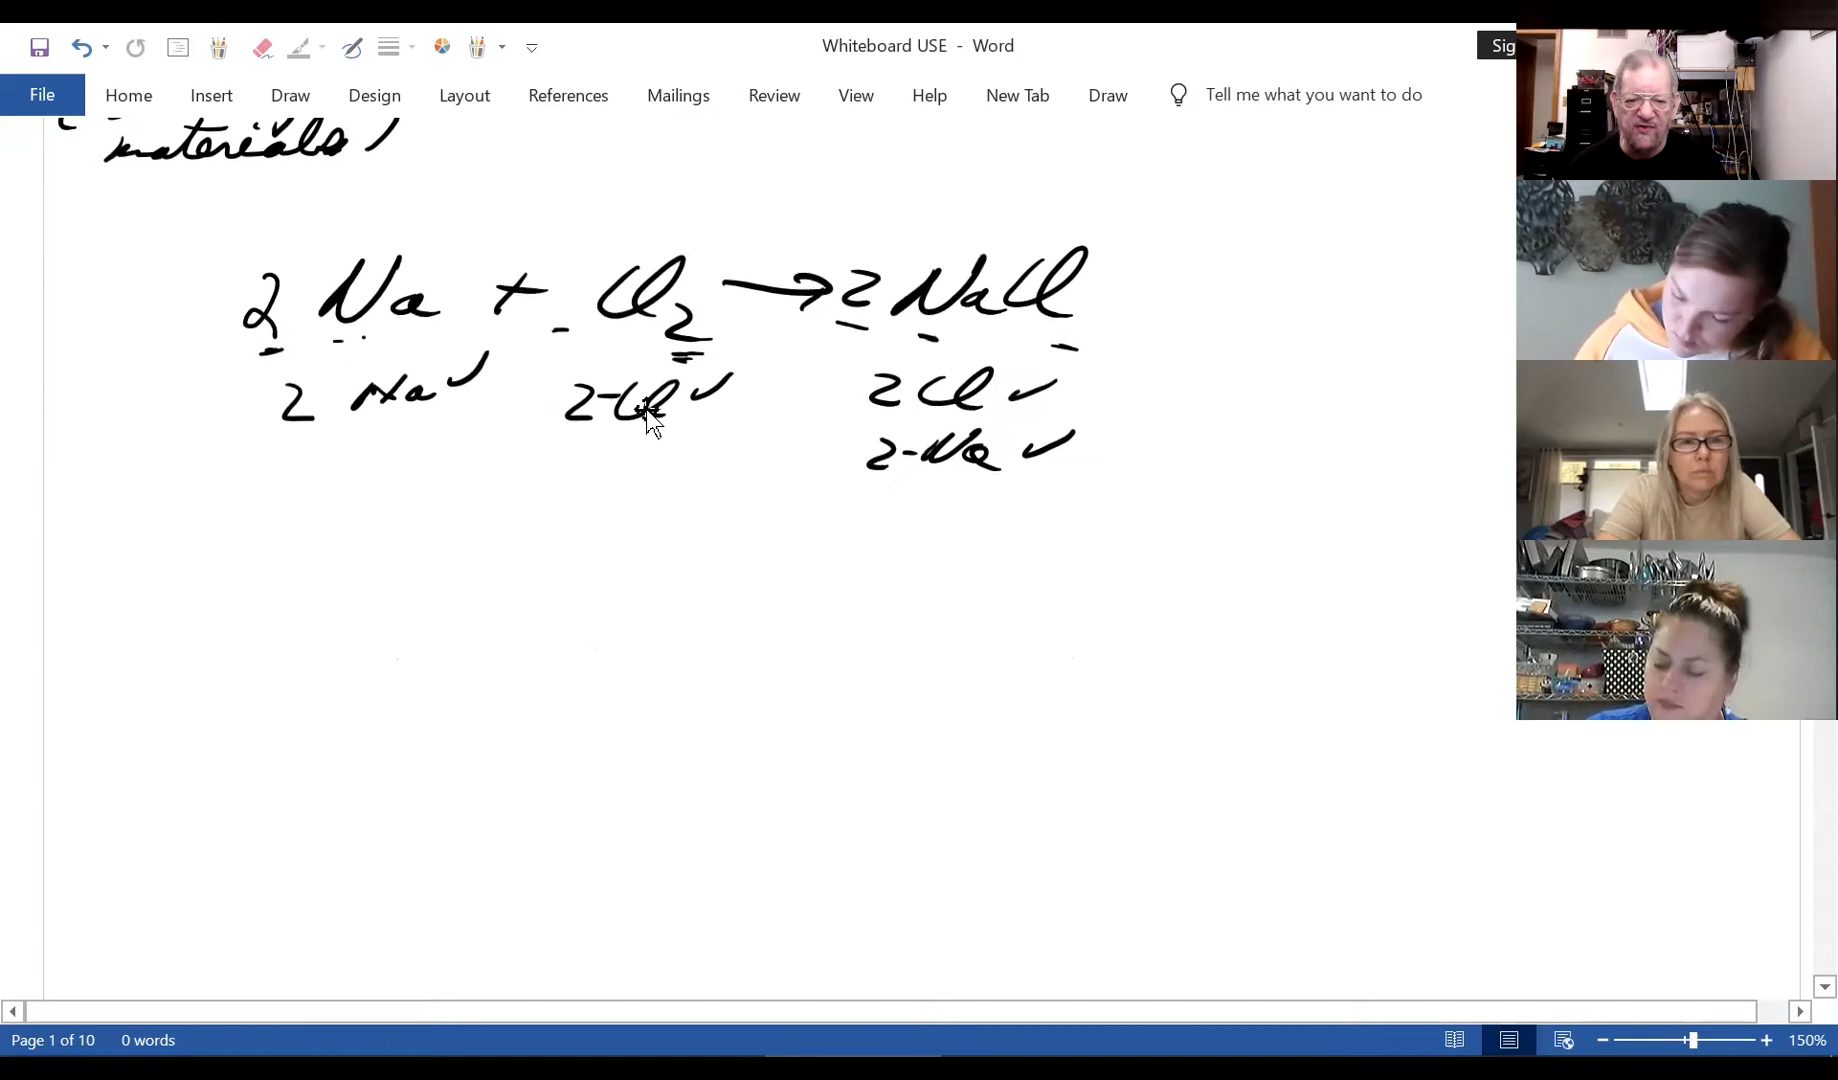 Whiteboard USE - Word
Sig
File Home Insert Draw Design Layout References Mailings Review View Help New Tab Draw Tell me what you want to do
materials)
2 Na + Cl2 → 2 NaCl
2 Na ✓ 2-Cl ✓ 2 Cl ✓
2-Na ✓
Page 1 of 10 0 words 150%